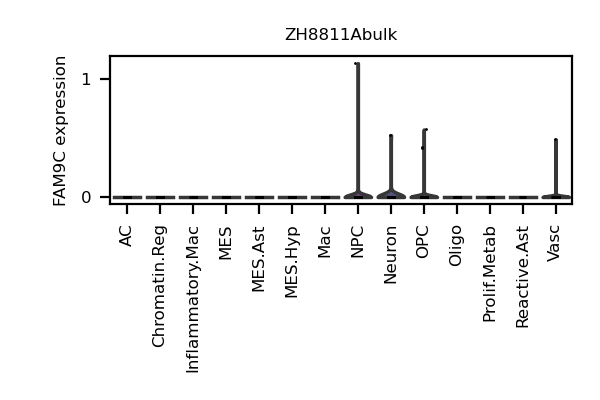 ZH8811Abulk
FAM9C expression
1
0
AC
Chromatin.Reg
Inflammatory.Mac
MES
MES.Ast
MES.Hyp
Mac
NPC
Neuron
OPC
Oligo
Prolif.Metab
Reactive.Ast
Vasc